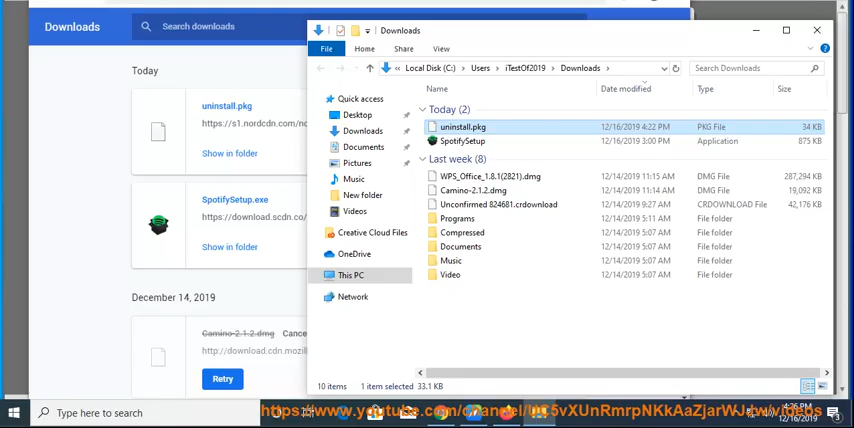 Downloads
Search downloads
Today
uninstall.pkg
https://s1.nordcdn.com/no
Show in folder
SpotifySetup.exe
https://download.scdn.co/
Show in folder
December 14, 2019
Camino-2.1.2.dmg Cance
http://download.cdn.mozil
Retry
Downloads
File Home Share View
« Local Disk (C:) > Users > iTestOf2019 > Downloads >
Search Downloads
Name Date modified Type Size
Quick access
Desktop
Downloads
Documents
Pictures
Music
New folder
Videos
Creative Cloud Files
OneDrive
This PC
Network
Today (2)
uninstall.pkg 12/16/2019 4:22 PM PKG File 34 KB
SpotifySetup 12/16/2019 3:00 PM Application 875 KB
Last week (8)
WPS_Office_1.8.1(2821).dmg 12/14/2019 11:15 AM DMG File 287,294 KB
Camino-2.1.2.dmg 12/14/2019 11:14 AM DMG File 19,092 KB
Unconfirmed 824681.crdownload 12/14/2019 9:27 AM CRDOWNLOAD File 42,176 KB
Programs 12/14/2019 5:11 AM File folder
Compressed 12/14/2019 5:07 AM File folder
Documents 12/14/2019 5:07 AM File folder
Music 12/14/2019 5:07 AM File folder
Video 12/14/2019 5:07 AM File folder
10 items 1 item selected 33.1 KB
Type here to search
4:26 PM
12/16/2019
3